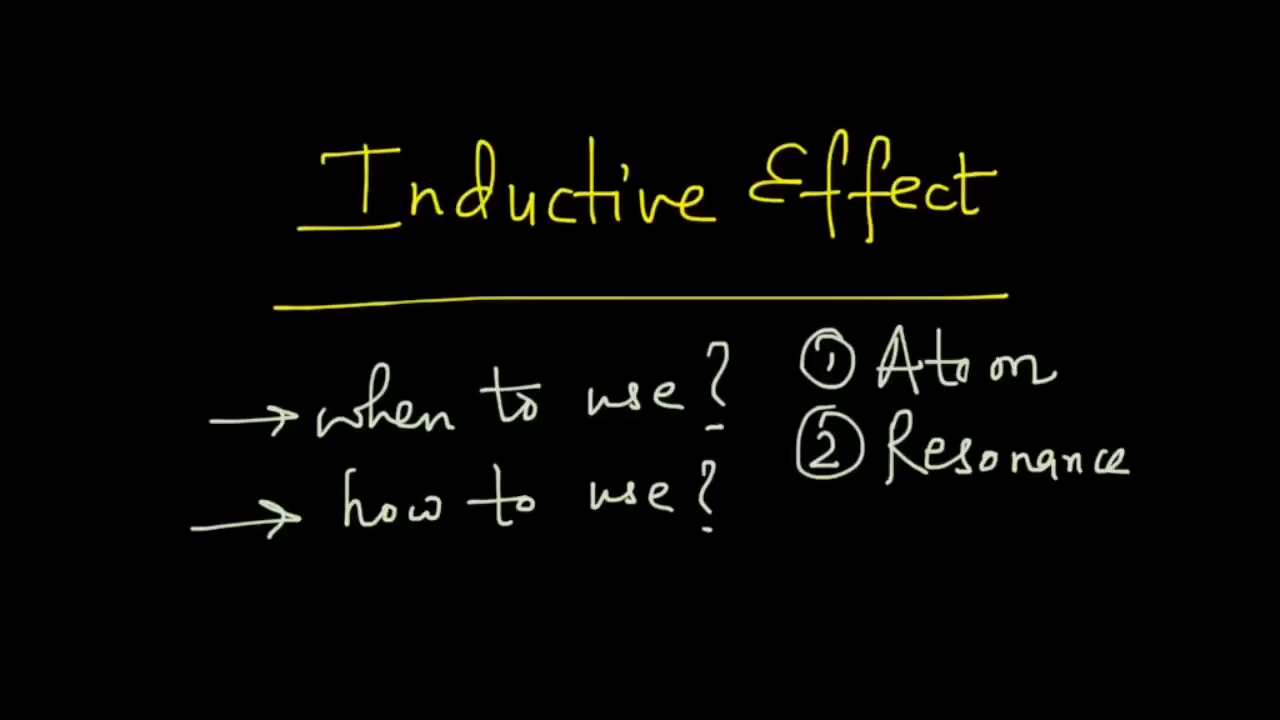 Inductive Effect
→ when to use?
→ how to use?
① Atom
② Resonance